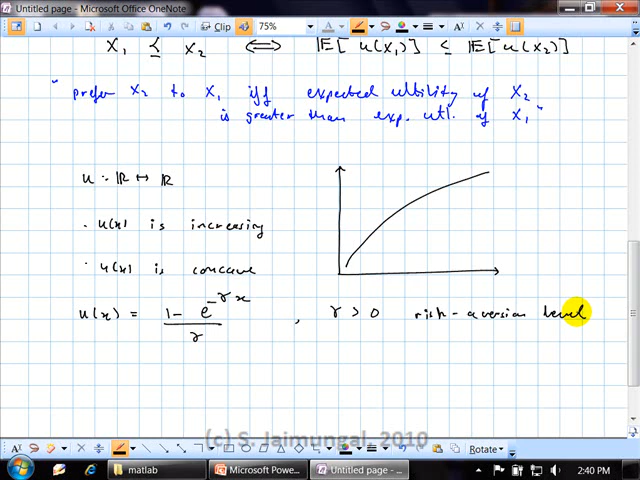 Untitled page - Microsoft Office OneNote
Clip 75%
X₁ ≼ X₂ ⟺ 𝔼[ u(X₁) ] ≤ 𝔼[ u(X₂) ]
"prefer X₂ to X₁ iff expected utility of X₂
is greater than exp. util. of X₁"
u : ℝ ↦ ℝ
· u(x) is increasing
· u(x) is concave
u(x) = (1 - e^{-γx}) / γ , γ > 0 risk-aversion level
(c) S. Jaimungal, 2010
Rotate
matlab Microsoft Powe... Untitled page - ... 2:40 PM